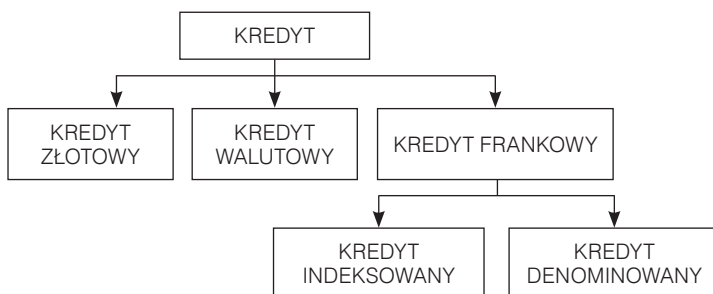 KREDYT
KREDYT
ZŁOTOWY
KREDYT
WALUTOWY
KREDYT FRANKOWY
KREDYT
INDEKSOWANY
KREDYT
DENOMINOWANY